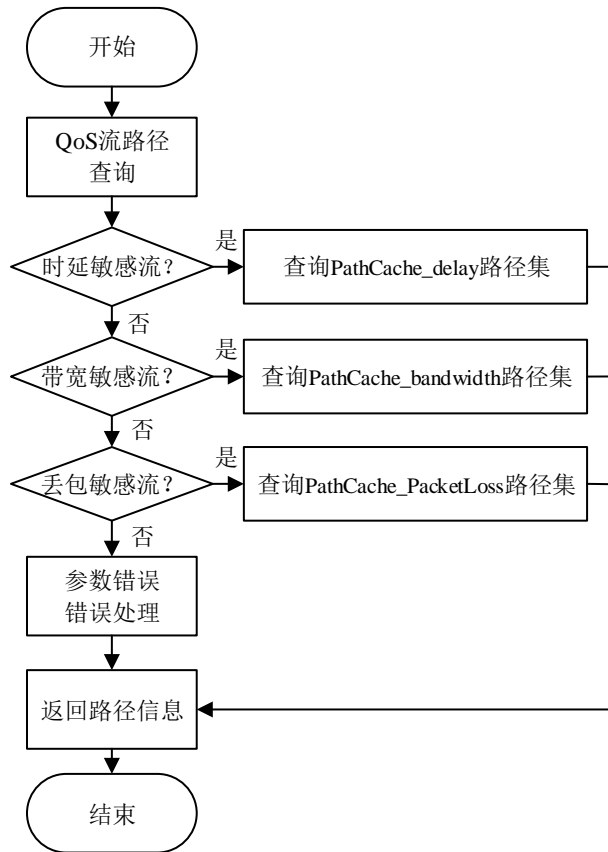 开始
QoS流路径
查询
时延敏感流？
是
查询PathCache_delay路径集
否
带宽敏感流？
是
查询PathCache_bandwidth路径集
否
丢包敏感流？
是
查询PathCache_PacketLoss路径集
否
参数错误
错误处理
返回路径信息
结束